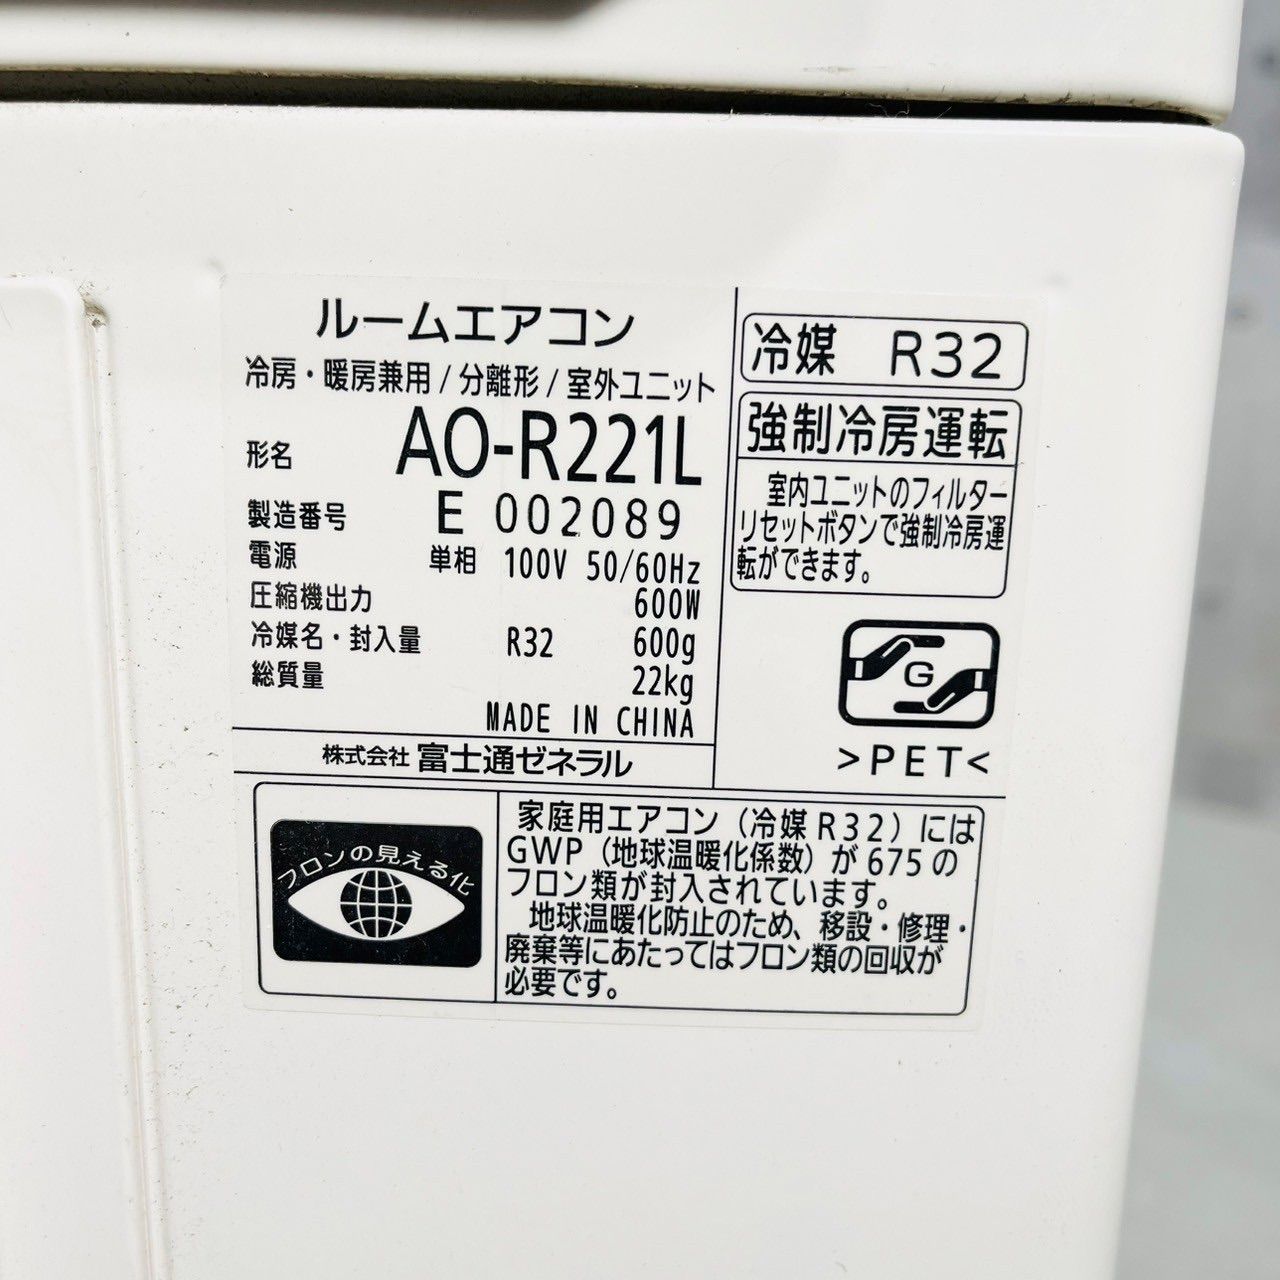 ルームエアコン
冷房・暖房兼用/分離形/室外ユニット
形名 AO-R221L
製造番号 E 002089
電源 単相 100V 50/60Hz
圧縮機出力 600W
冷媒名・封入量 R32 600g
総質量 22kg
MADE IN CHINA
株式会社 富士通ゼネラル
冷媒 R32
強制冷房運転
室内ユニットのフィルター
リセットボタンで強制冷房運
転ができます。
G
>PET<
フロンの見える化
家庭用エアコン(冷媒R32)には
GWP(地球温暖化係数)が675の
フロン類が封入されています。
地球温暖化防止のため、移設・修理・
廃棄等にあたってはフロン類の回収が
必要です。